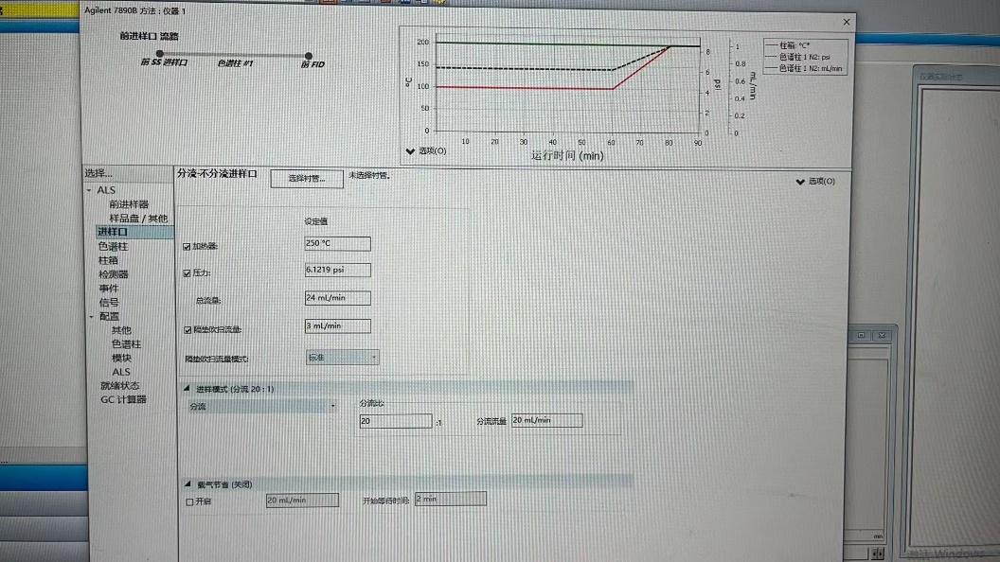 Agilent 7890B 方法 : 仪器 1
前进样口 流路
前 SS 进样口
色谱柱 #1
前 FID
200
150
100
50
0
°C
10 20 30 40 50 60 70 80 90
运行时间 (min)
8
6
4
2
0
psi
1
0.8
0.6
0.4
0.2
0
mL/min
柱箱: °C*
色谱柱 1 N2: psi
色谱柱 1 N2: mL/min
选项(O)
选择...
ALS
前进样器
样品盘 / 其他
进样口
色谱柱
柱箱
检测器
事件
信号
配置
其他
色谱柱
模块
ALS
就绪状态
GC 计算器
分流-不分流进样口
选择衬管...
未选择衬管。
选项(O)
设定值
加热器: 250 °C
压力: 6.1219 psi
总流量: 24 mL/min
隔垫吹扫流量: 3 mL/min
隔垫吹扫流量模式: 标准
进样模式 (分流 20 : 1)
分流
分流比
20 :1
分流流量 20 mL/min
载气节省 (关闭)
开启 20 mL/min 开始等待时间: 2 min
仪器实际状态
min
激活 Windows